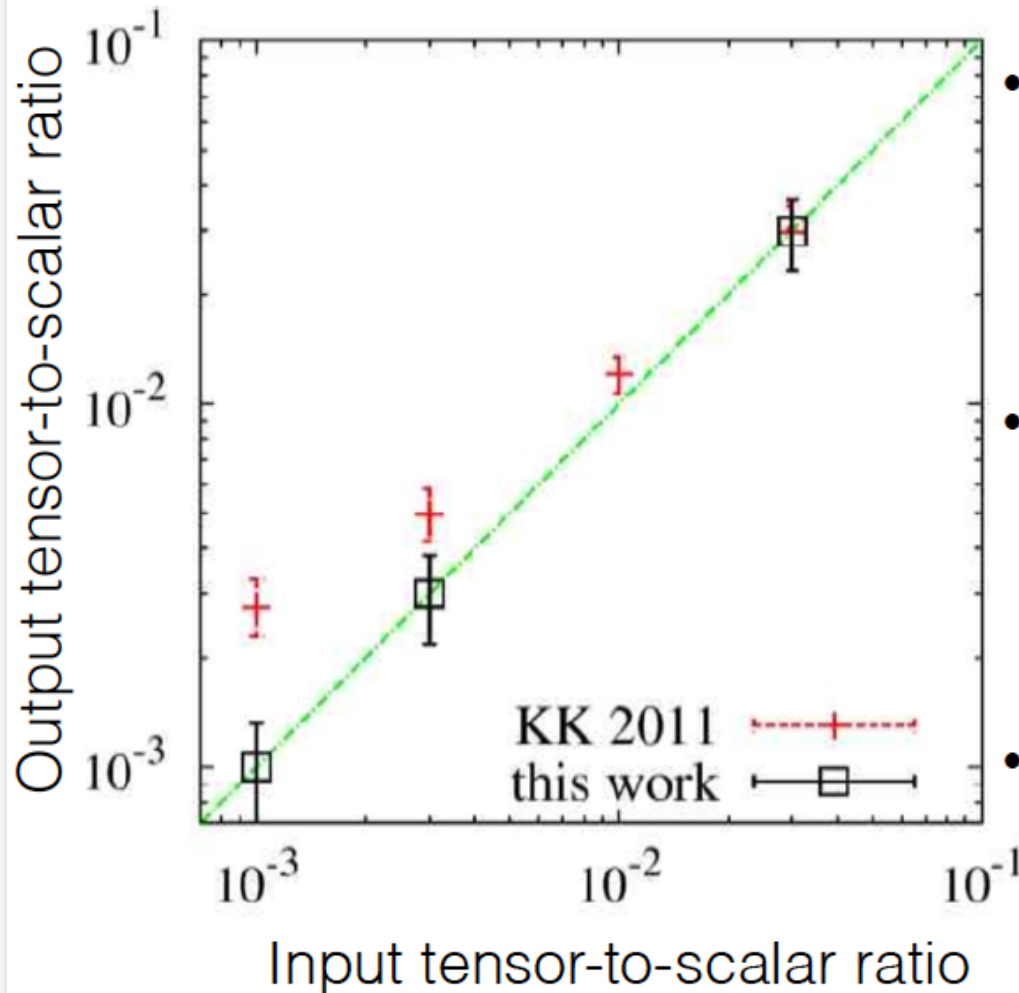 Output tensor-to-scalar ratio
10⁻¹
10⁻²
10⁻³
KK 2011
this work
10⁻³
10⁻²
10⁻¹
Input tensor-to-scalar ratio
•
•
•